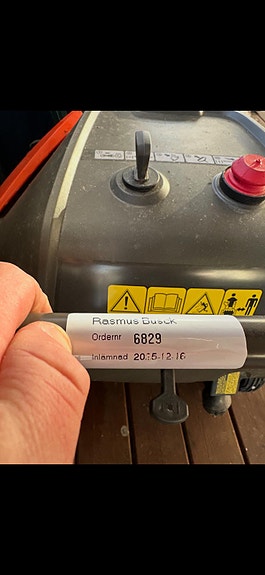 Rasmus Busck
Ordernr 6829
Inlämnad 2025-12-16